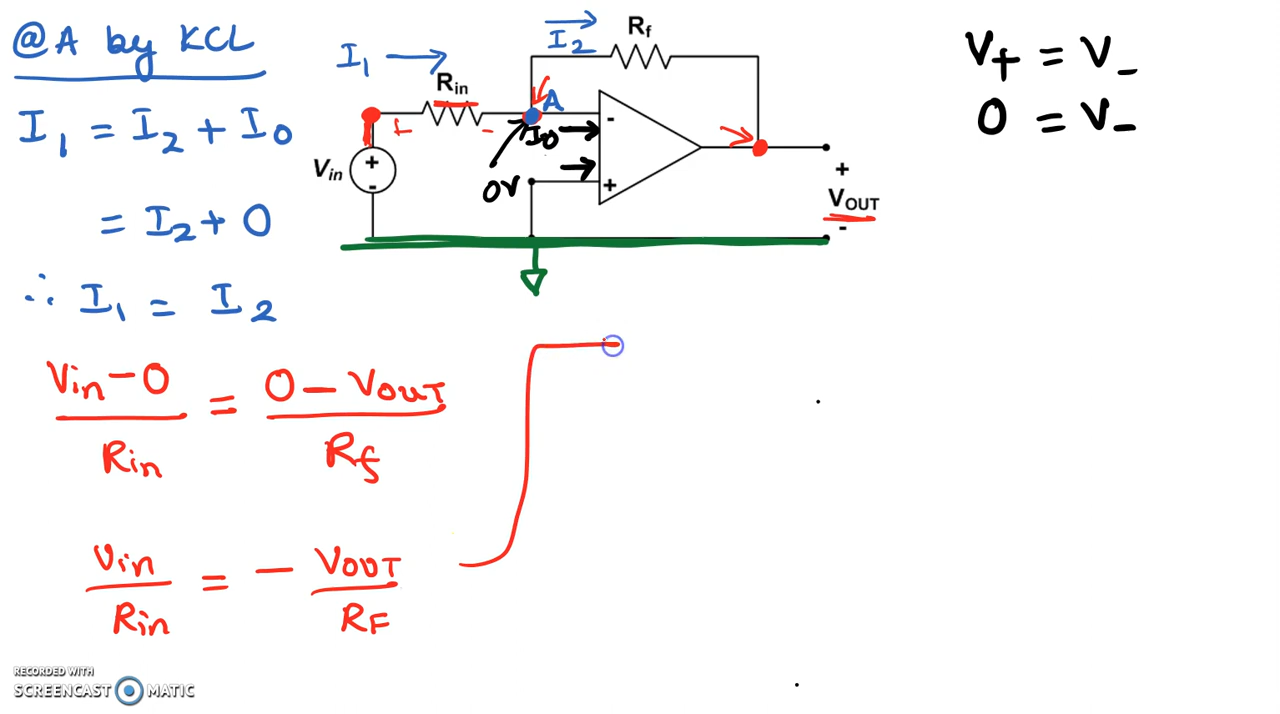 @A by KCL
I₁ = I₂ + I₀
= I₂ + 0
∴ I₁ = I₂
Vin - 0 / Rin = 0 - VOUT / Rf
Vin / Rin = - VOUT / RF
I₁
I₂
Rf
Rin
A
+ -
I₀
-
+
0V
Vin
+
-
+
VOUT
-
V+ = V-
0 = V-
RECORDED WITH
SCREENCAST MATIC